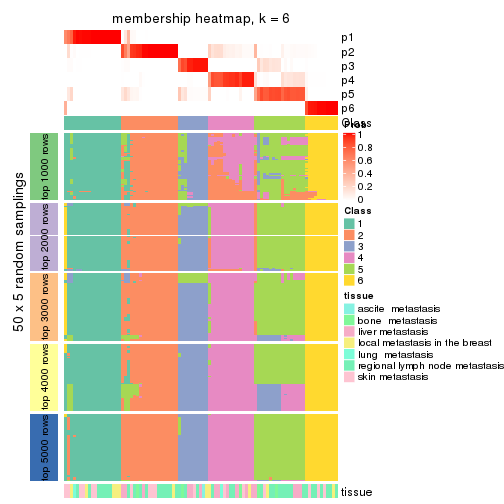 membership heatmap, k = 6
p1
p2
p3
p4
p5
p6
Class
Prob
1
0.8
0.6
0.4
0.2
0
Class
1
2
3
4
5
6
tissue
ascite metastasis
bone metastasis
liver metastasis
local metastasis in the breast
lung metastasis
regional lymph node metastasis
skin metastasis
50 x 5 random samplings
top 1000 rows
top 2000 rows
top 3000 rows
top 4000 rows
top 5000 rows
tissue